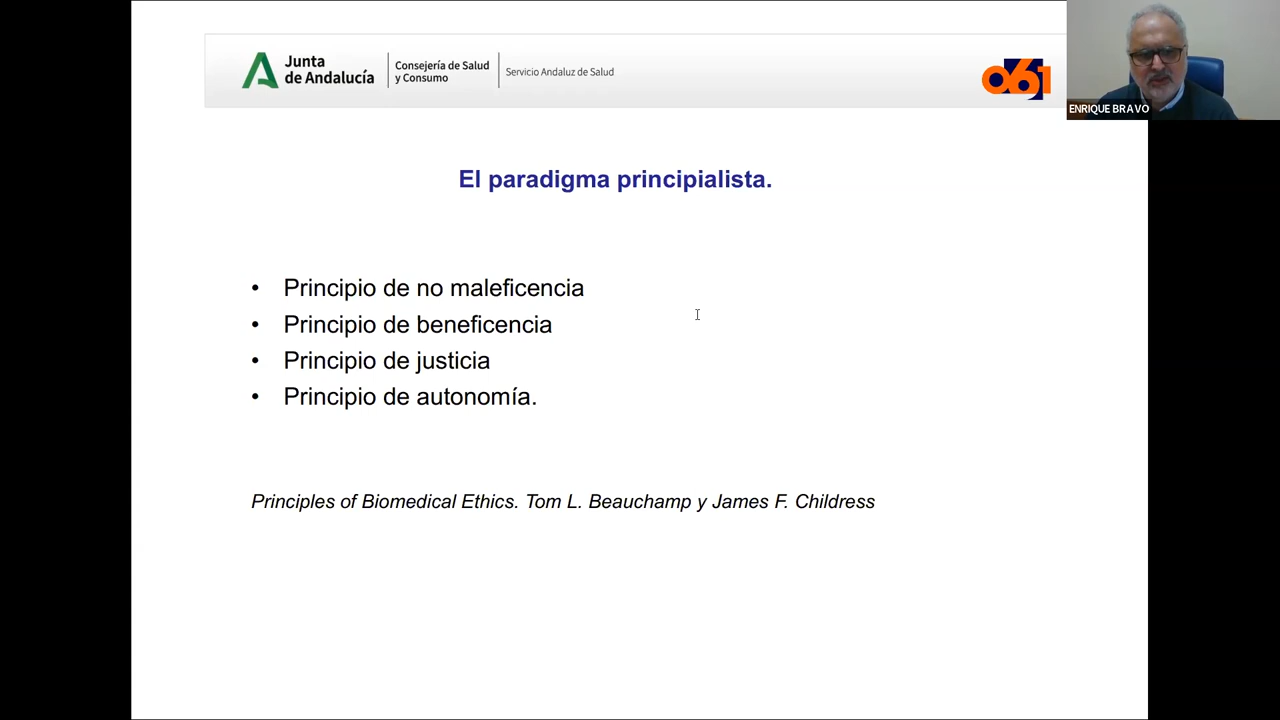 Junta
de Andalucía
Consejería de Salud
y Consumo
Servicio Andaluz de Salud
061
ENRIQUE BRAVO
El paradigma principialista.
• Principio de no maleficencia
• Principio de beneficencia
• Principio de justicia
• Principio de autonomía.
Principles of Biomedical Ethics. Tom L. Beauchamp y James F. Childress